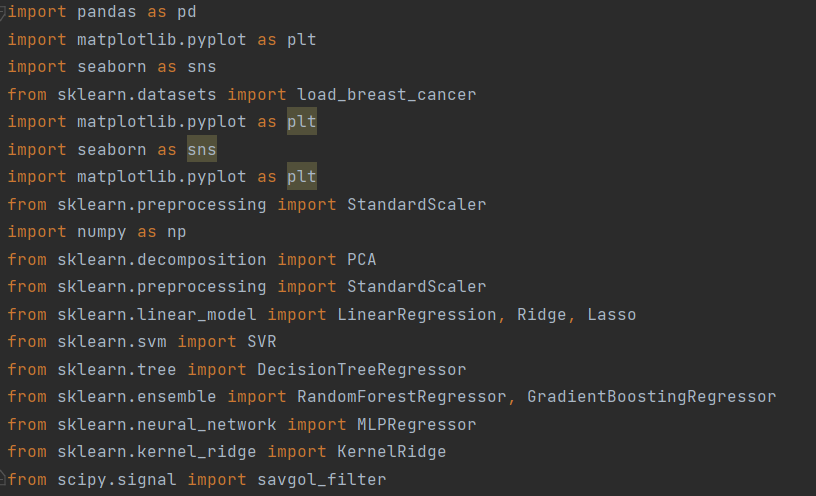 import pandas as pd
import matplotlib.pyplot as plt
import seaborn as sns
from sklearn.datasets import load_breast_cancer
import matplotlib.pyplot as plt
import seaborn as sns
import matplotlib.pyplot as plt
from sklearn.preprocessing import StandardScaler
import numpy as np
from sklearn.decomposition import PCA
from sklearn.preprocessing import StandardScaler
from sklearn.linear_model import LinearRegression, Ridge, Lasso
from sklearn.svm import SVR
from sklearn.tree import DecisionTreeRegressor
from sklearn.ensemble import RandomForestRegressor, GradientBoostingRegressor
from sklearn.neural_network import MLPRegressor
from sklearn.kernel_ridge import KernelRidge
from scipy.signal import savgol_filter